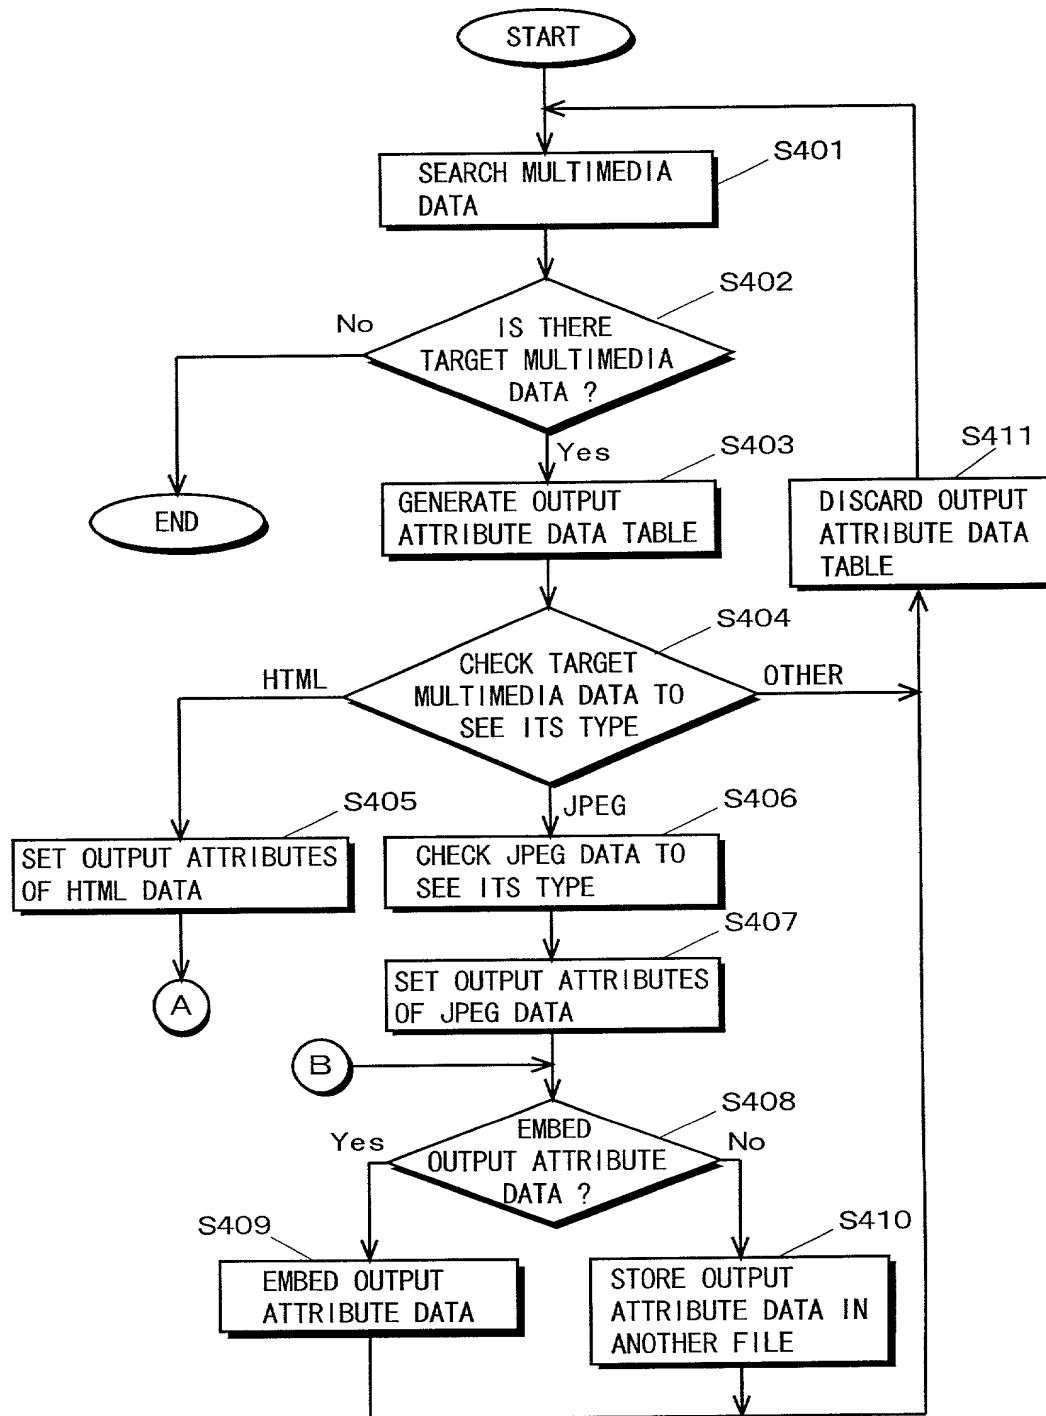 START
S401
SEARCH MULTIMEDIA
DATA
S402
No
IS THERE
TARGET MULTIMEDIA
DATA ?
Yes
S403
S411
GENERATE OUTPUT
ATTRIBUTE DATA TABLE
DISCARD OUTPUT
ATTRIBUTE DATA
TABLE
END
S404
HTML
CHECK TARGET
MULTIMEDIA DATA TO
SEE ITS TYPE
OTHER
JPEG
S405
S406
SET OUTPUT ATTRIBUTES
OF HTML DATA
CHECK JPEG DATA TO
SEE ITS TYPE
S407
SET OUTPUT ATTRIBUTES
OF JPEG DATA
A
B
S408
Yes
EMBED
OUTPUT ATTRIBUTE
DATA ?
No
S409
S410
EMBED OUTPUT
ATTRIBUTE DATA
STORE OUTPUT
ATTRIBUTE DATA IN
ANOTHER FILE